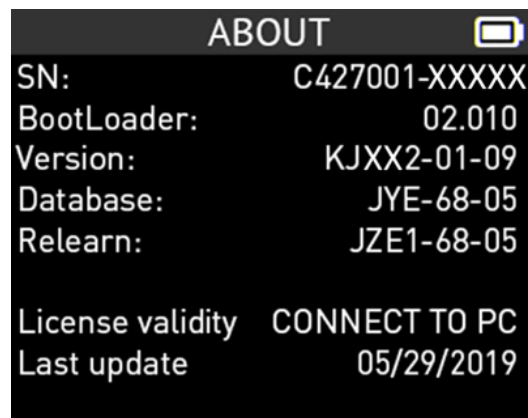 ABOUT
SN: C427001-XXXXX
BootLoader: 02.010
Version: KJXX2-01-09
Database: JYE-68-05
Relearn: JZE1-68-05
License validity CONNECT TO PC
Last update 05/29/2019